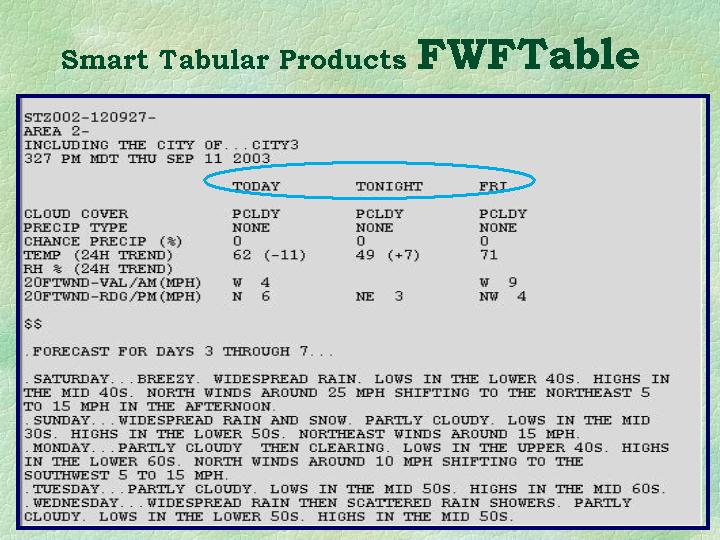 Smart Tabular Products FWFTable
STZ002-120927-
AREA 2-
INCLUDING THE CITY OF...CITY3
327 PM MDT THU SEP 11 2003
TODAY TONIGHT FRI
CLOUD COVER PCLDY PCLDY PCLDY
PRECIP TYPE NONE NONE NONE
CHANCE PRECIP (%) 0 0 0
TEMP (24H TREND) 62 (-11) 49 (+7) 71
RH % (24H TREND)
20FTWND-VAL/AM(MPH) W 4 W 9
20FTWND-RDG/PM(MPH) N 6 NE 3 NW 4
$$
.FORECAST FOR DAYS 3 THROUGH 7...
.SATURDAY...BREEZY. WIDESPREAD RAIN. LOWS IN THE LOWER 40S. HIGHS IN
THE MID 40S. NORTH WINDS AROUND 25 MPH SHIFTING TO THE NORTHEAST 5
TO 15 MPH IN THE AFTERNOON.
.SUNDAY...WIDESPREAD RAIN AND SNOW. PARTLY CLOUDY. LOWS IN THE MID
30S. HIGHS IN THE LOWER 50S. NORTHEAST WINDS AROUND 15 MPH.
.MONDAY...PARTLY CLOUDY THEN CLEARING. LOWS IN THE UPPER 40S. HIGHS
IN THE LOWER 60S. NORTH WINDS AROUND 10 MPH SHIFTING TO THE
SOUTHWEST 5 TO 15 MPH.
.TUESDAY...PARTLY CLOUDY. LOWS IN THE MID 50S. HIGHS IN THE MID 60S.
.WEDNESDAY...WIDESPREAD RAIN THEN SCATTERED RAIN SHOWERS. PARTLY
CLOUDY. LOWS IN THE LOWER 50S. HIGHS IN THE MID 50S.